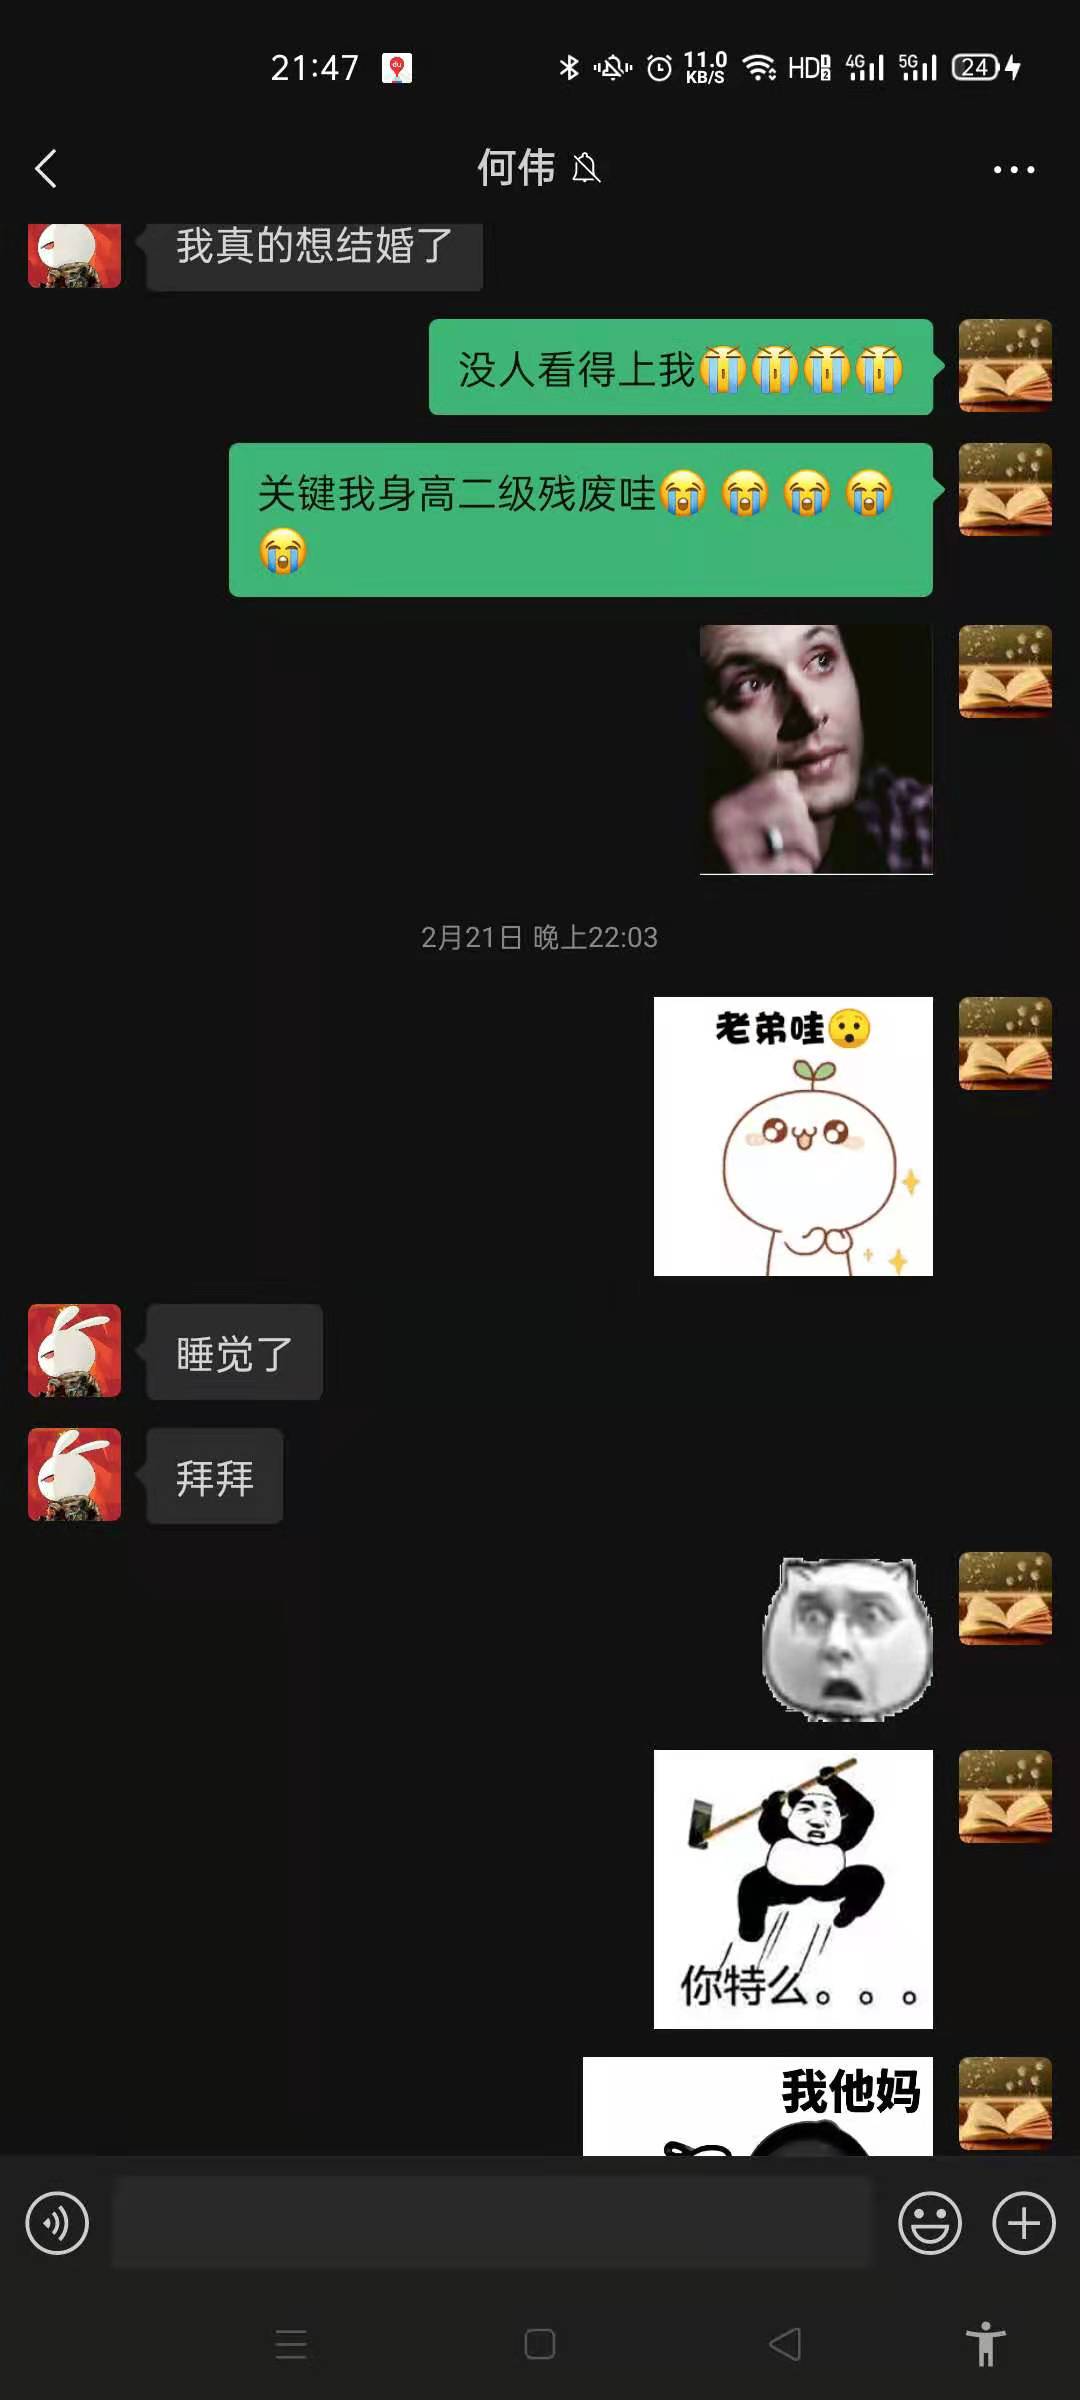 21:47
du
11.0
KB/S
HD
1
2
4G
5G
24
何伟
我真的想结婚了
没人看得上我😭😭😭😭
关键我身高二级残废哇😭😭😭😭
😭
2月21日 晚上22:03
老弟哇😯
睡觉了
拜拜
你特么。。。
我他妈